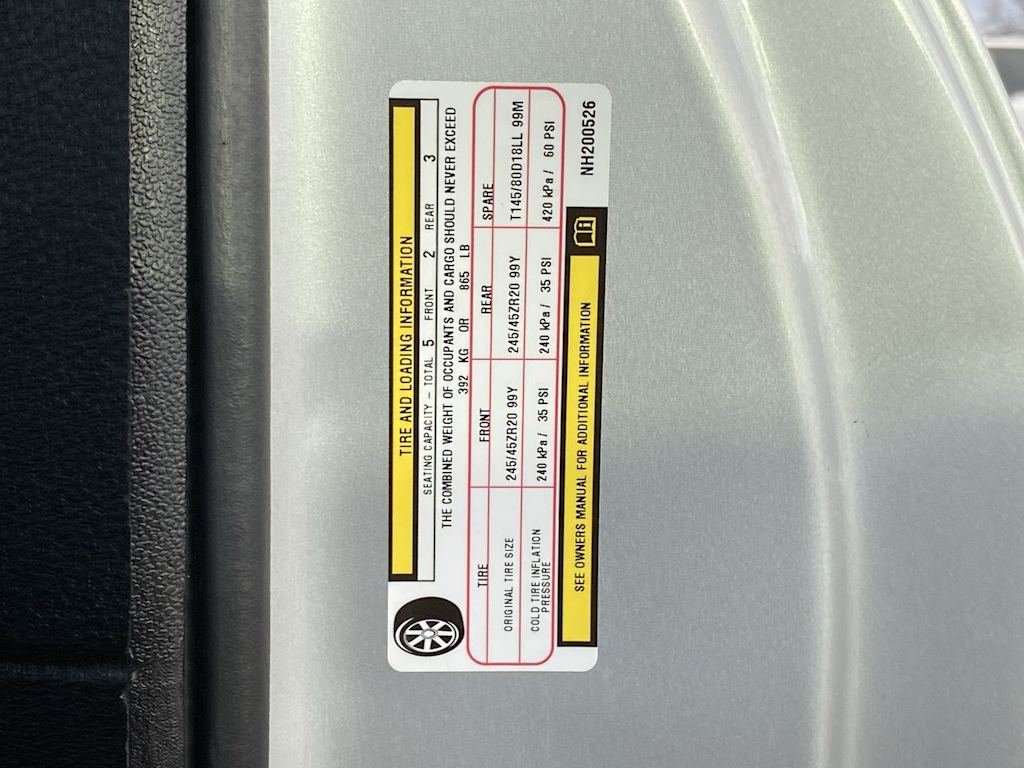 TIRE AND LOADING INFORMATION
SEATING CAPACITY – TOTAL 5 FRONT 2 REAR 3
THE COMBINED WEIGHT OF OCCUPANTS AND CARGO SHOULD NEVER EXCEED
392 KG OR 865 LB
TIRE FRONT REAR SPARE
ORIGINAL TIRE SIZE 245/45ZR20 99Y 245/45ZR20 99Y T145/80D18LL 99M
COLD TIRE INFLATION
PRESSURE 240 kPa / 35 PSI 240 kPa / 35 PSI 420 kPa / 60 PSI
SEE OWNERS MANUAL FOR ADDITIONAL INFORMATION
NH200526